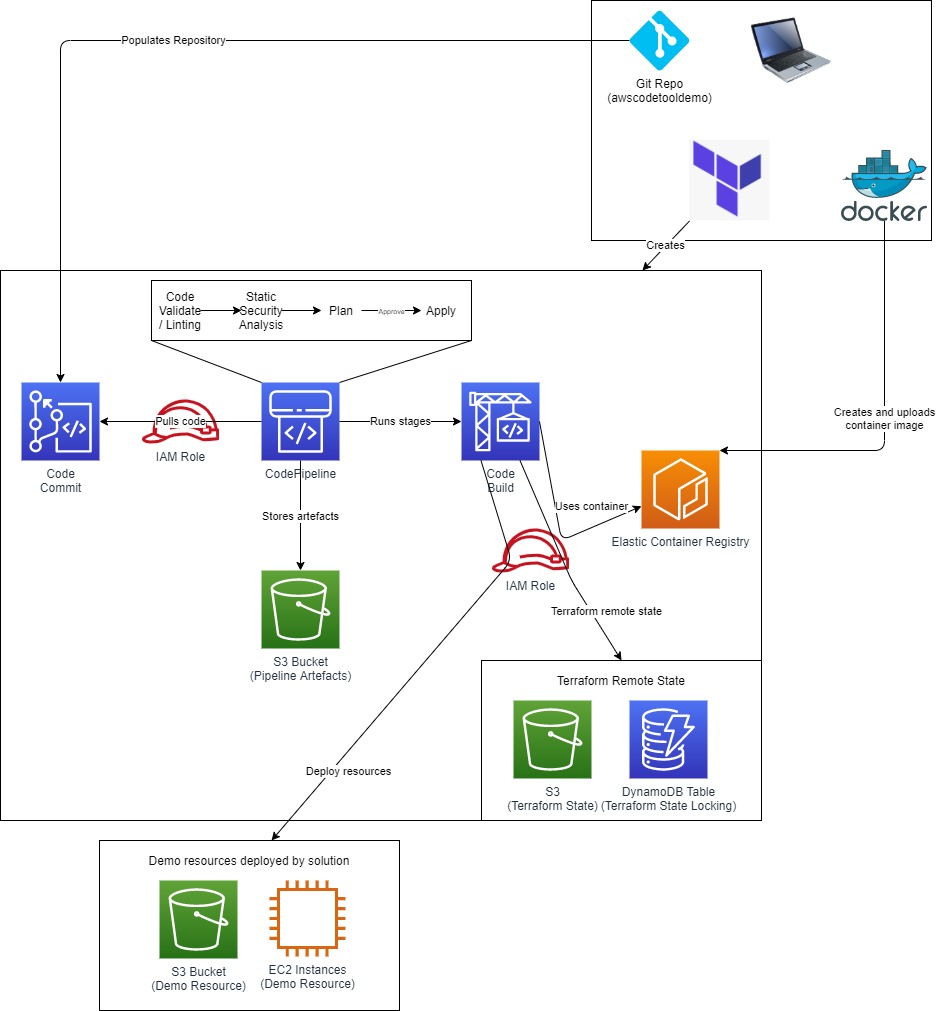 Populates Repository
Git Repo
(awscodetooldemo)
docker
Creates
Code
Validate
/ Linting
Static
Security
Analysis
Plan
Approve
Apply
Pulls code
IAM Role
Code
Commit
CodePipeline
Runs stages
Code
Build
Creates and uploads
container image
Stores artefacts
Uses container
Elastic Container Registry
IAM Role
Terraform remote state
S3 Bucket
(Pipeline Artefacts)
Terraform Remote State
S3
(Terraform State)
DynamoDB Table
(Terraform State Locking)
Deploy resources
Demo resources deployed by solution
S3 Bucket
(Demo Resource)
EC2 Instances
(Demo Resource)